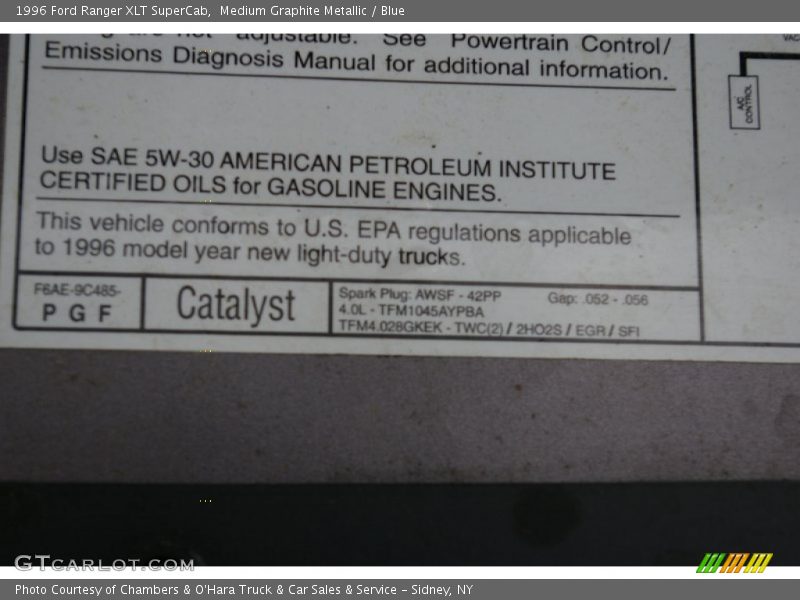 1996 Ford Ranger XLT SuperCab, Medium Graphite Metallic / Blue
are not adjustable. See Powertrain Control/
Emissions Diagnosis Manual for additional information.
VAC
A/C
CONTROL
Use SAE 5W-30 AMERICAN PETROLEUM INSTITUTE
CERTIFIED OILS for GASOLINE ENGINES.
This vehicle conforms to U.S. EPA regulations applicable
to 1996 model year new light-duty trucks.
F6AE-9C485-
P G F
Catalyst
Spark Plug: AWSF - 42PP Gap: .052 - .056
4.0L - TFM1045AYPBA
TFM4.028GKEK - TWC(2) / 2HO2S / EGR / SFI
GTCARLOT.COM
Photo Courtesy of Chambers & O'Hara Truck & Car Sales & Service - Sidney, NY